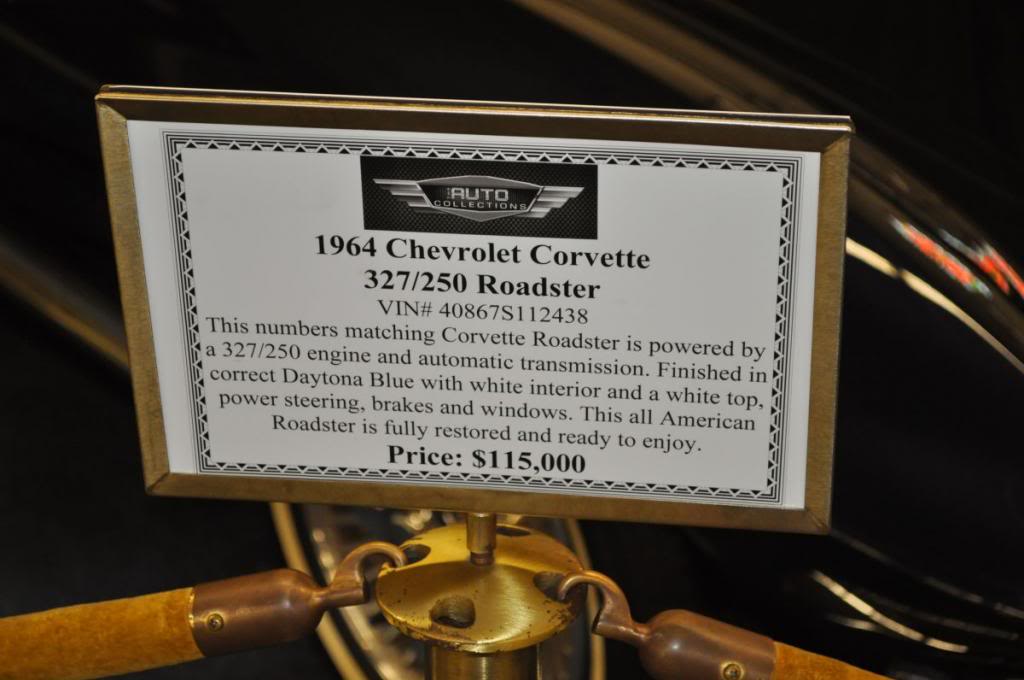 THE AUTO
COLLECTIONS
1964 Chevrolet Corvette
327/250 Roadster
VIN# 40867S112438
This numbers matching Corvette Roadster is powered by
a 327/250 engine and automatic transmission. Finished in
correct Daytona Blue with white interior and a white top,
power steering, brakes and windows. This all American
Roadster is fully restored and ready to enjoy.
Price: $115,000